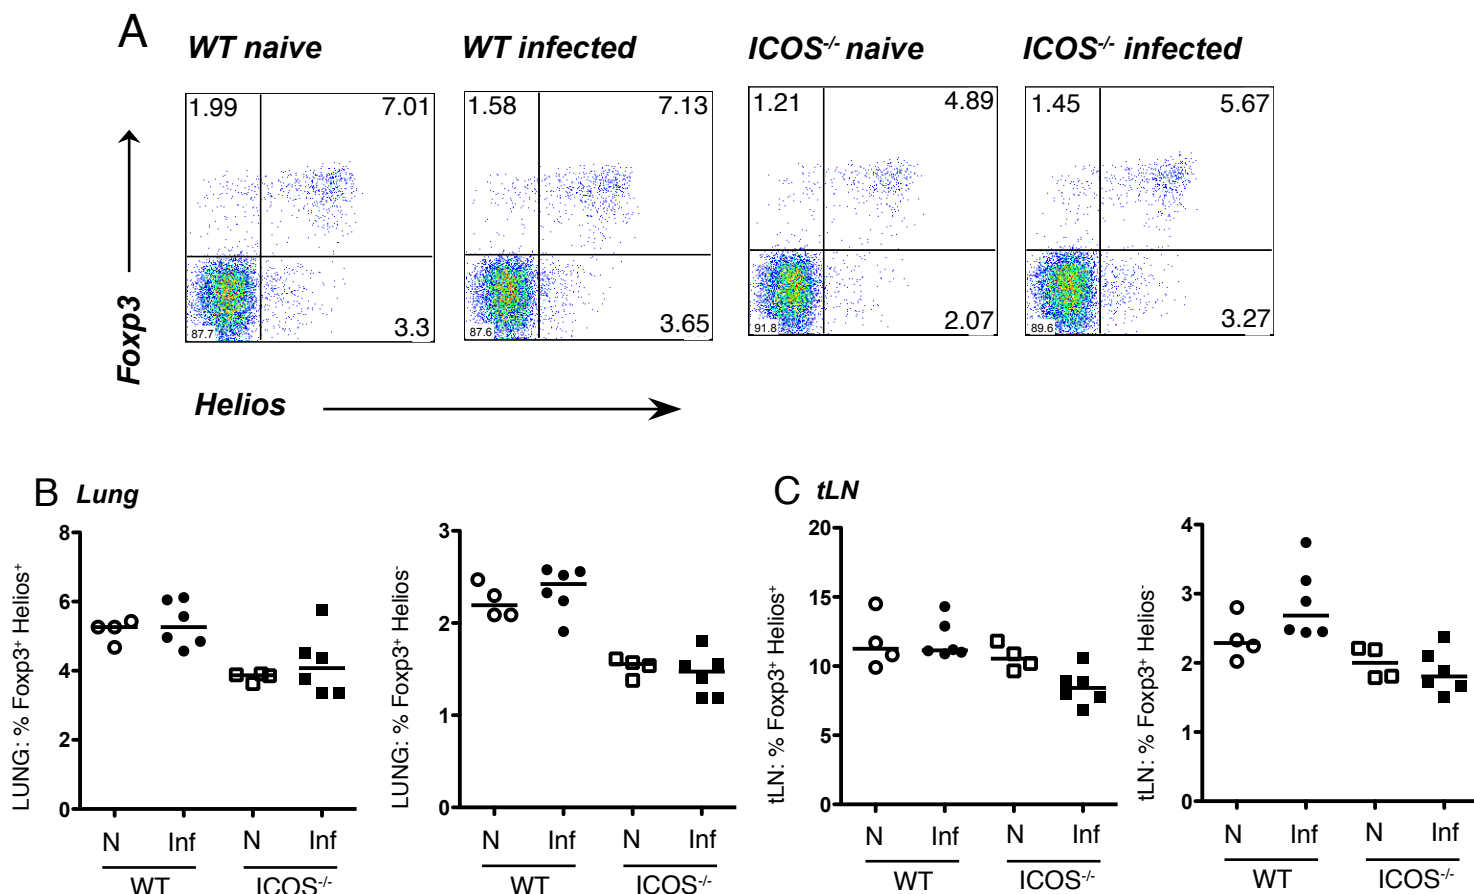 A
WT naive
WT infected
ICOS-/- naive
ICOS-/- infected
1.99
7.01
87.7
3.3
1.58
7.13
87.6
3.65
1.21
4.89
91.8
2.07
1.45
5.67
89.6
3.27
Foxp3
Helios
B Lung
LUNG: % Foxp3+ Helios+
8
6
4
2
0
N
Inf
N
Inf
WT
ICOS-/-
LUNG: % Foxp3+ Helios-
3
2
1
0
N
Inf
N
Inf
WT
ICOS-/-
C tLN
tLN: % Foxp3+ Helios+
20
15
10
5
0
N
Inf
N
Inf
WT
ICOS-/-
tLN: % Foxp3+ Helios-
4
3
2
1
0
N
Inf
N
Inf
WT
ICOS-/-